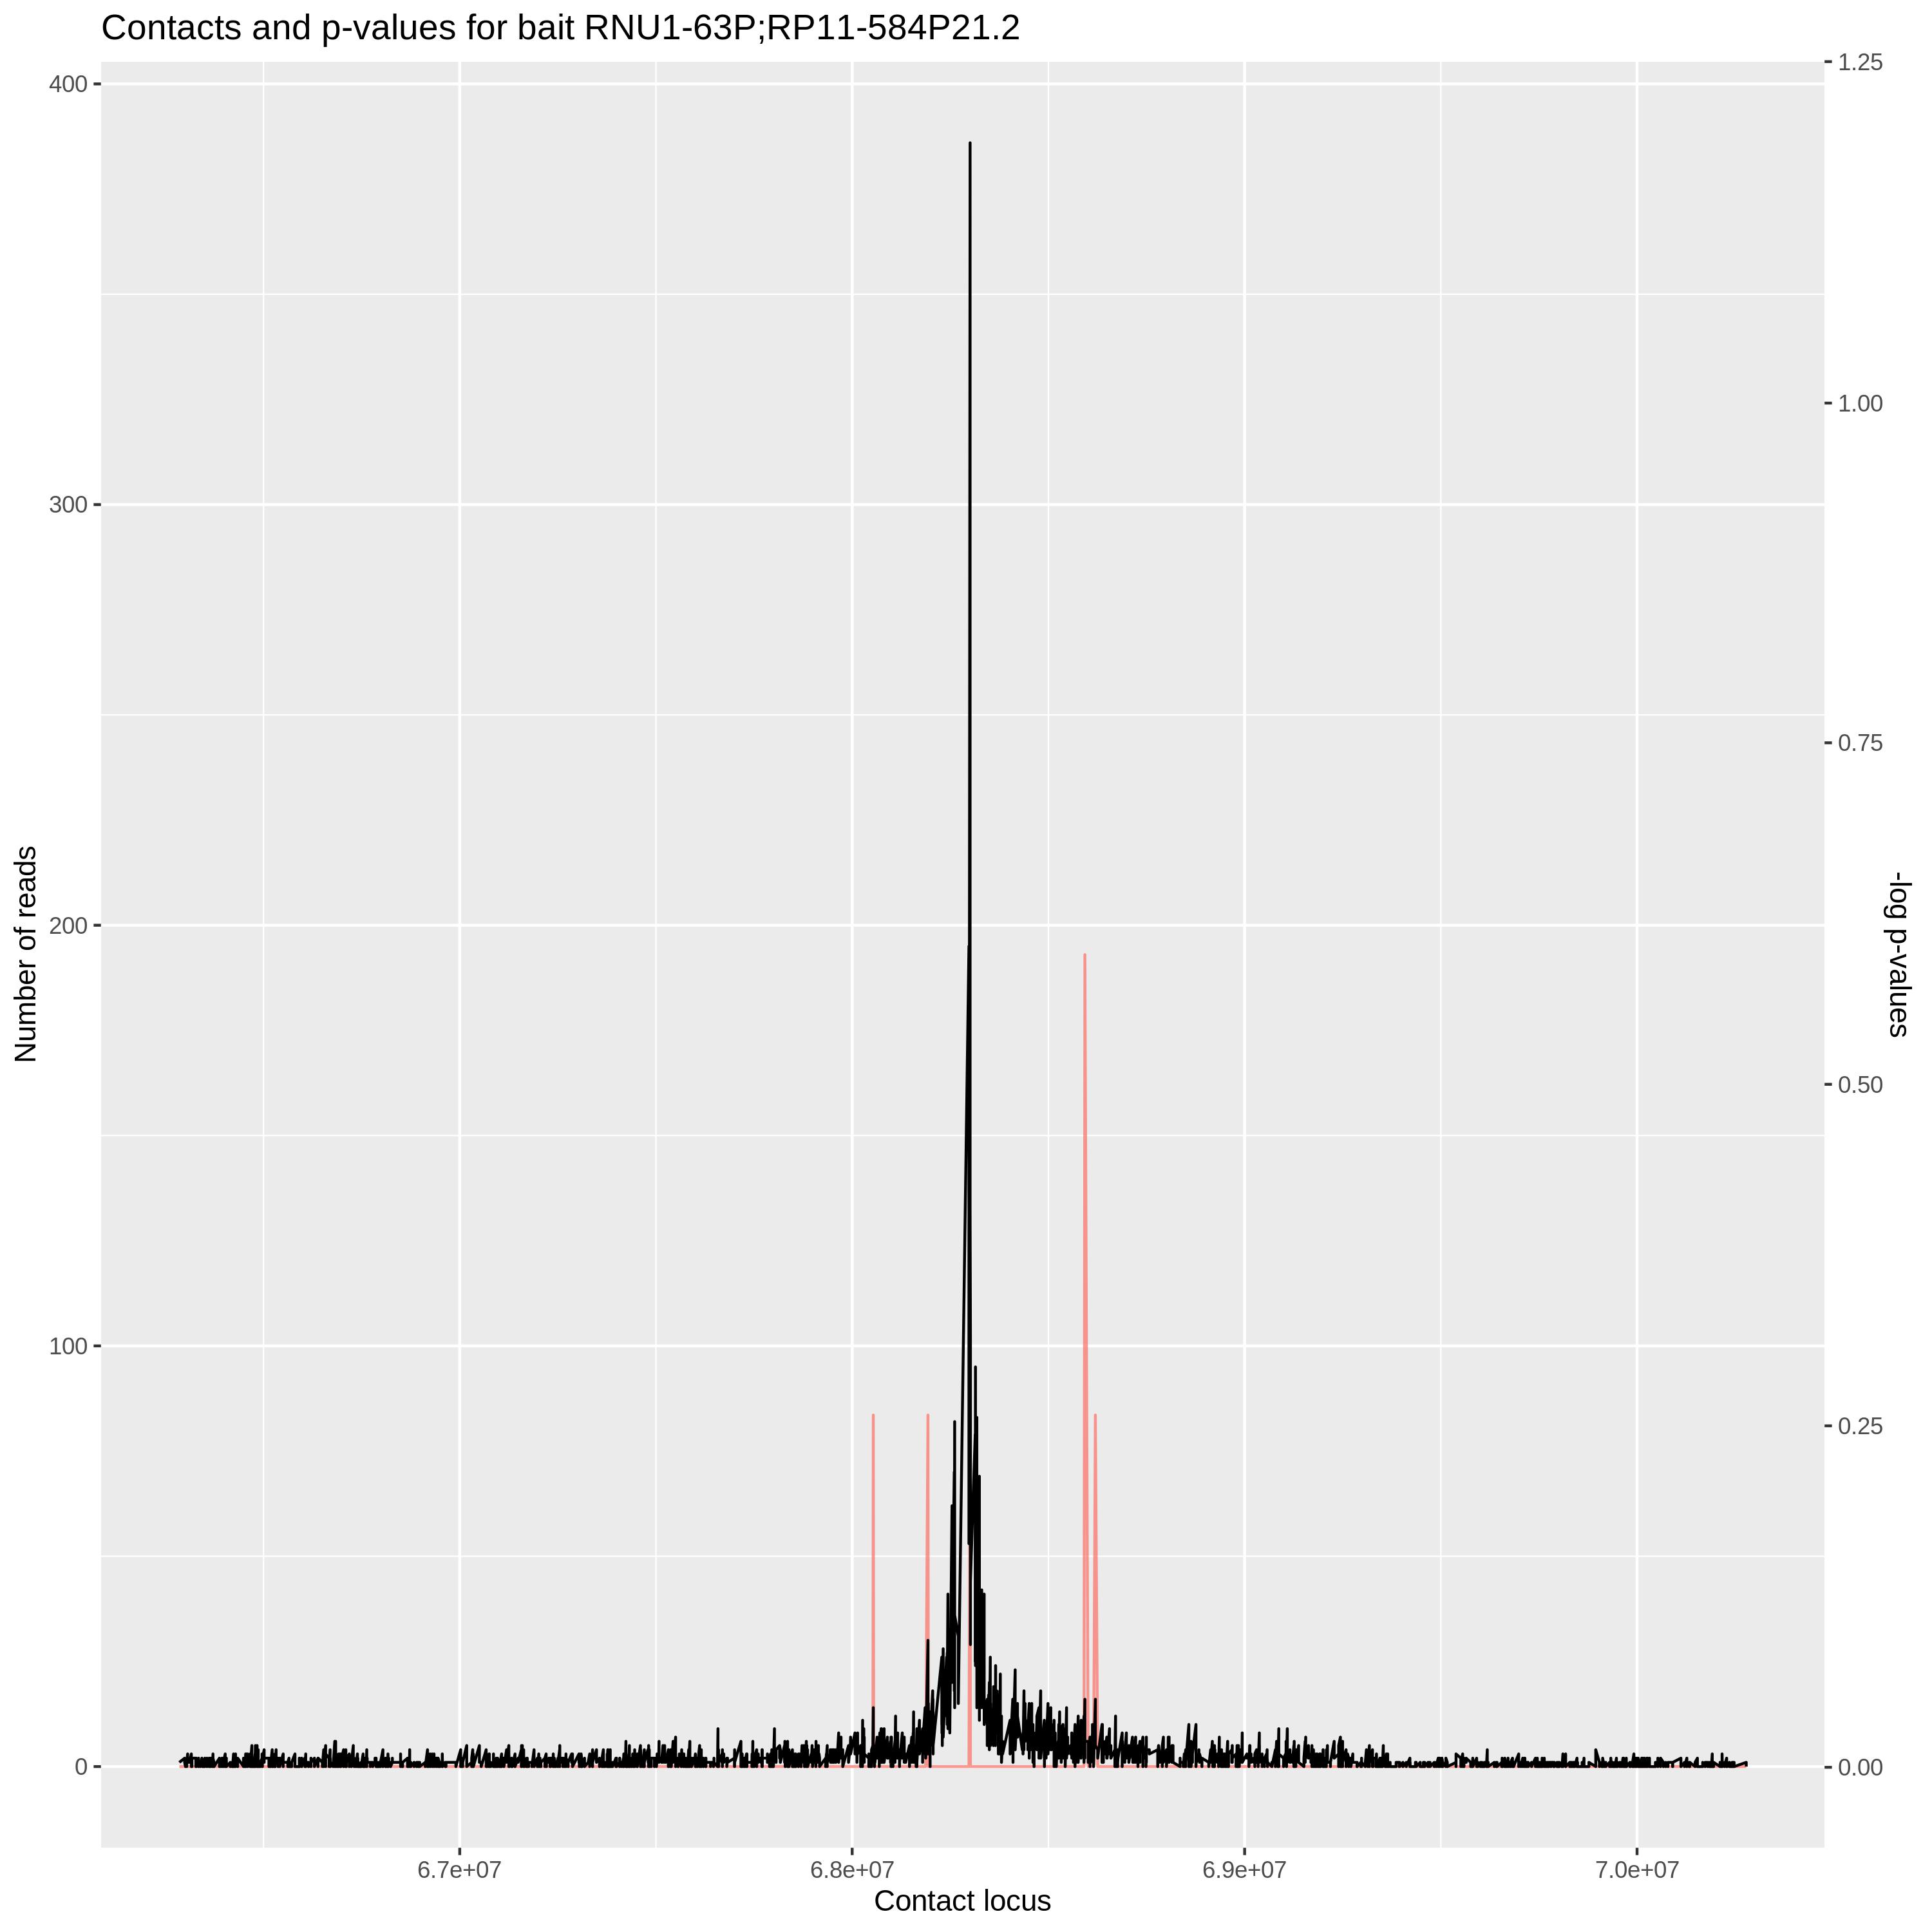 Contacts and p-values for bait RNU1-63P;RP11-584P21.2
400
300
200
100
0
Number of reads
1.25
1.00
0.75
0.50
0.25
0.00
-log p-values
6.7e+07
6.8e+07
6.9e+07
7.0e+07
Contact locus